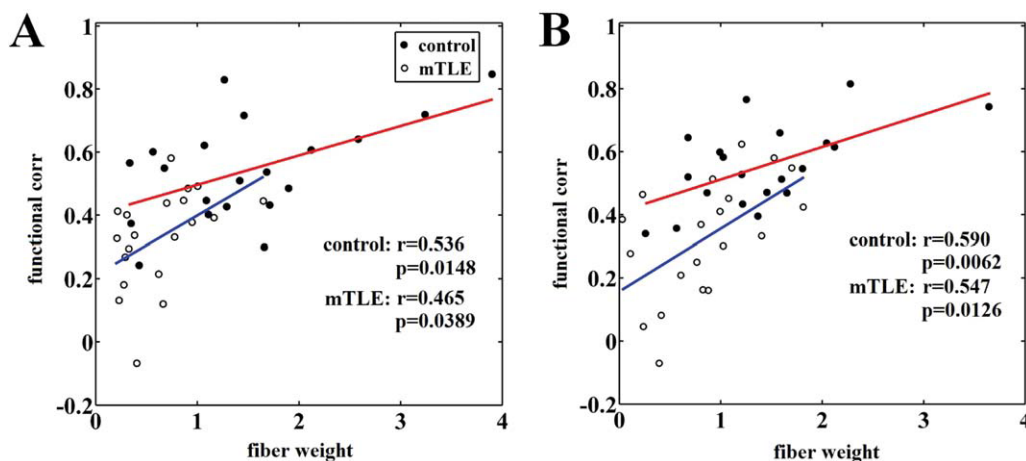 A
control
mTLE
1
0.8
0.6
0.4
0.2
0
-0.2
functional corr
control: r=0.536
p=0.0148
mTLE: r=0.465
p=0.0389
0 1 2 3 4
fiber weight
B
1
0.8
0.6
0.4
0.2
0
-0.2
functional corr
control: r=0.590
p=0.0062
mTLE: r=0.547
p=0.0126
0 1 2 3 4
fiber weight